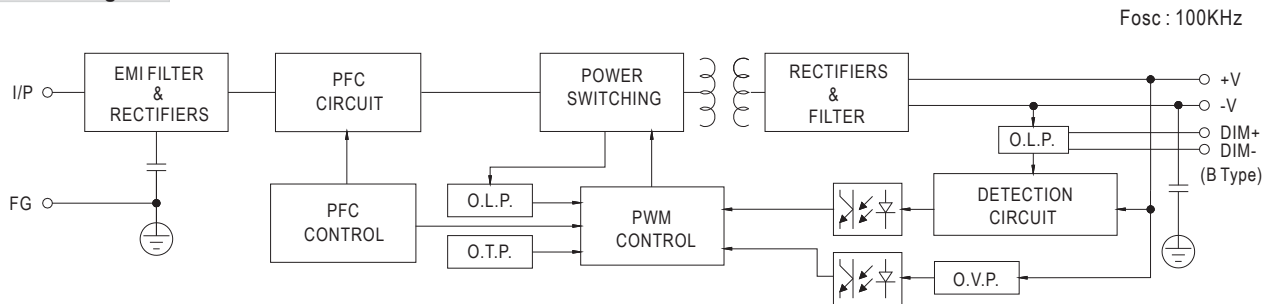 Fosc : 100KHz
I/P
EMI FILTER
&
RECTIFIERS
PFC
CIRCUIT
POWER
SWITCHING
RECTIFIERS
&
FILTER
+V
-V
O.L.P.
DIM+
DIM-
(B Type)
FG
PFC
CONTROL
O.L.P.
O.T.P.
PWM
CONTROL
DETECTION
CIRCUIT
O.V.P.